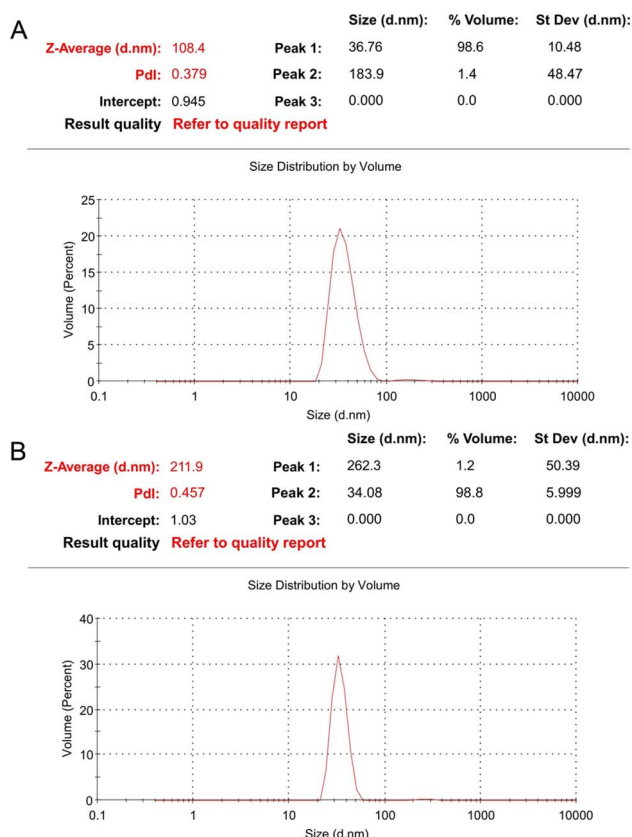 A
Size (d.nm): % Volume: St Dev (d.nm):
Z-Average (d.nm): 108.4 Peak 1: 36.76 98.6 10.48
PdI: 0.379 Peak 2: 183.9 1.4 48.47
Intercept: 0.945 Peak 3: 0.000 0.0 0.000
Result quality Refer to quality report
Size Distribution by Volume
25
20
15
10
5
0
Volume (Percent)
0.1 1 10 100 1000 10000
Size (d.nm)
B
Size (d.nm): % Volume: St Dev (d.nm):
Z-Average (d.nm): 211.9 Peak 1: 262.3 1.2 50.39
PdI: 0.457 Peak 2: 34.08 98.8 5.999
Intercept: 1.03 Peak 3: 0.000 0.0 0.000
Result quality Refer to quality report
Size Distribution by Volume
40
30
20
10
0
Volume (Percent)
0.1 1 10 100 1000 10000
Size (d.nm)